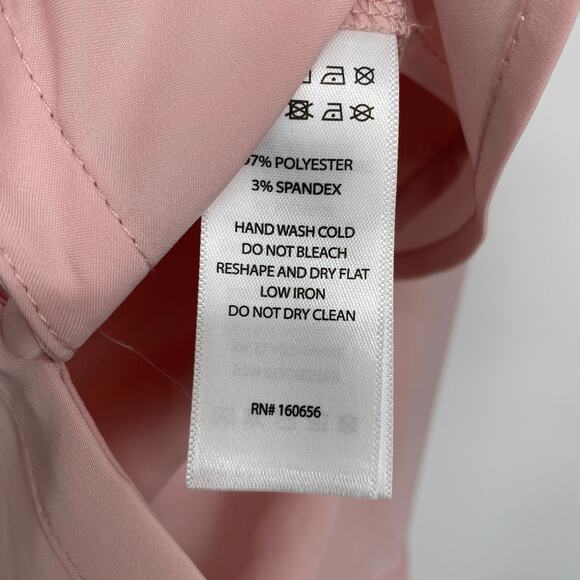 7% POLYESTER
3% SPANDEX
HAND WASH COLD
DO NOT BLEACH
RESHAPE AND DRY FLAT
LOW IRON
DO NOT DRY CLEAN
RN# 160656